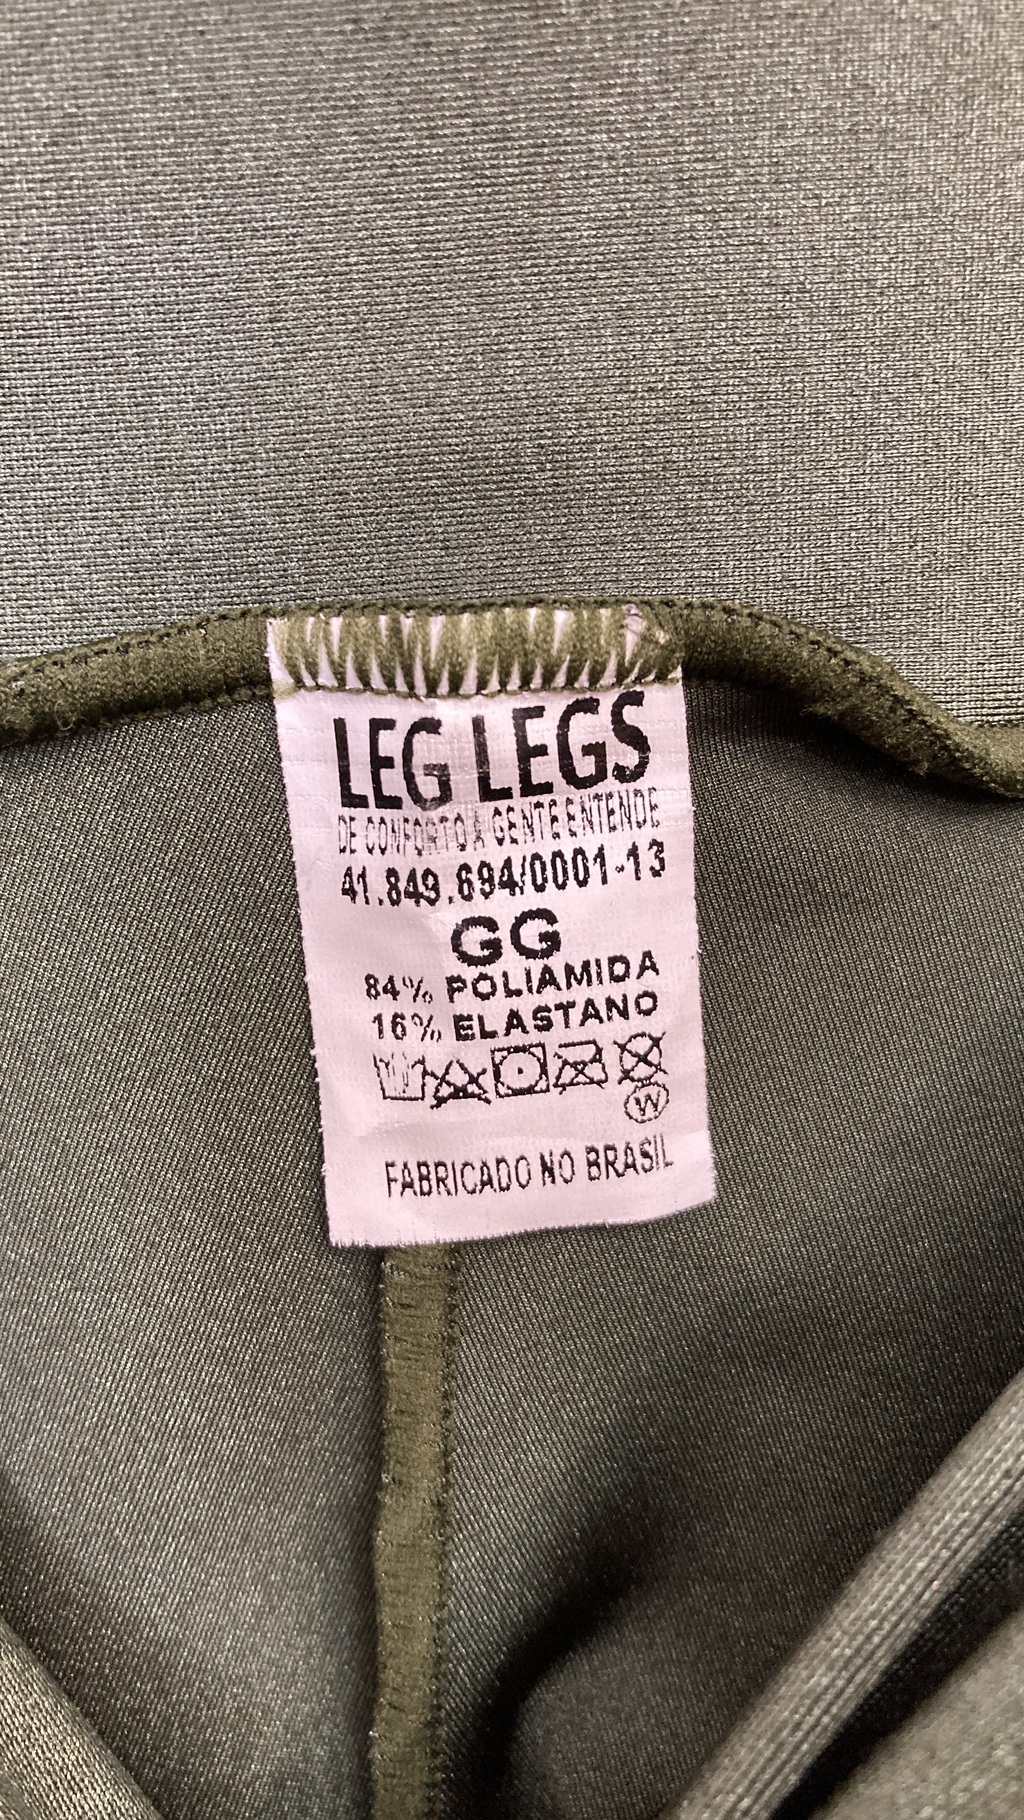 LEG LEGS
DE CONFORTO A GENTE ENTENDE
41.849.694/0001-13
GG
84% POLIAMIDA
16% ELASTANO
W
FABRICADO NO BRASIL